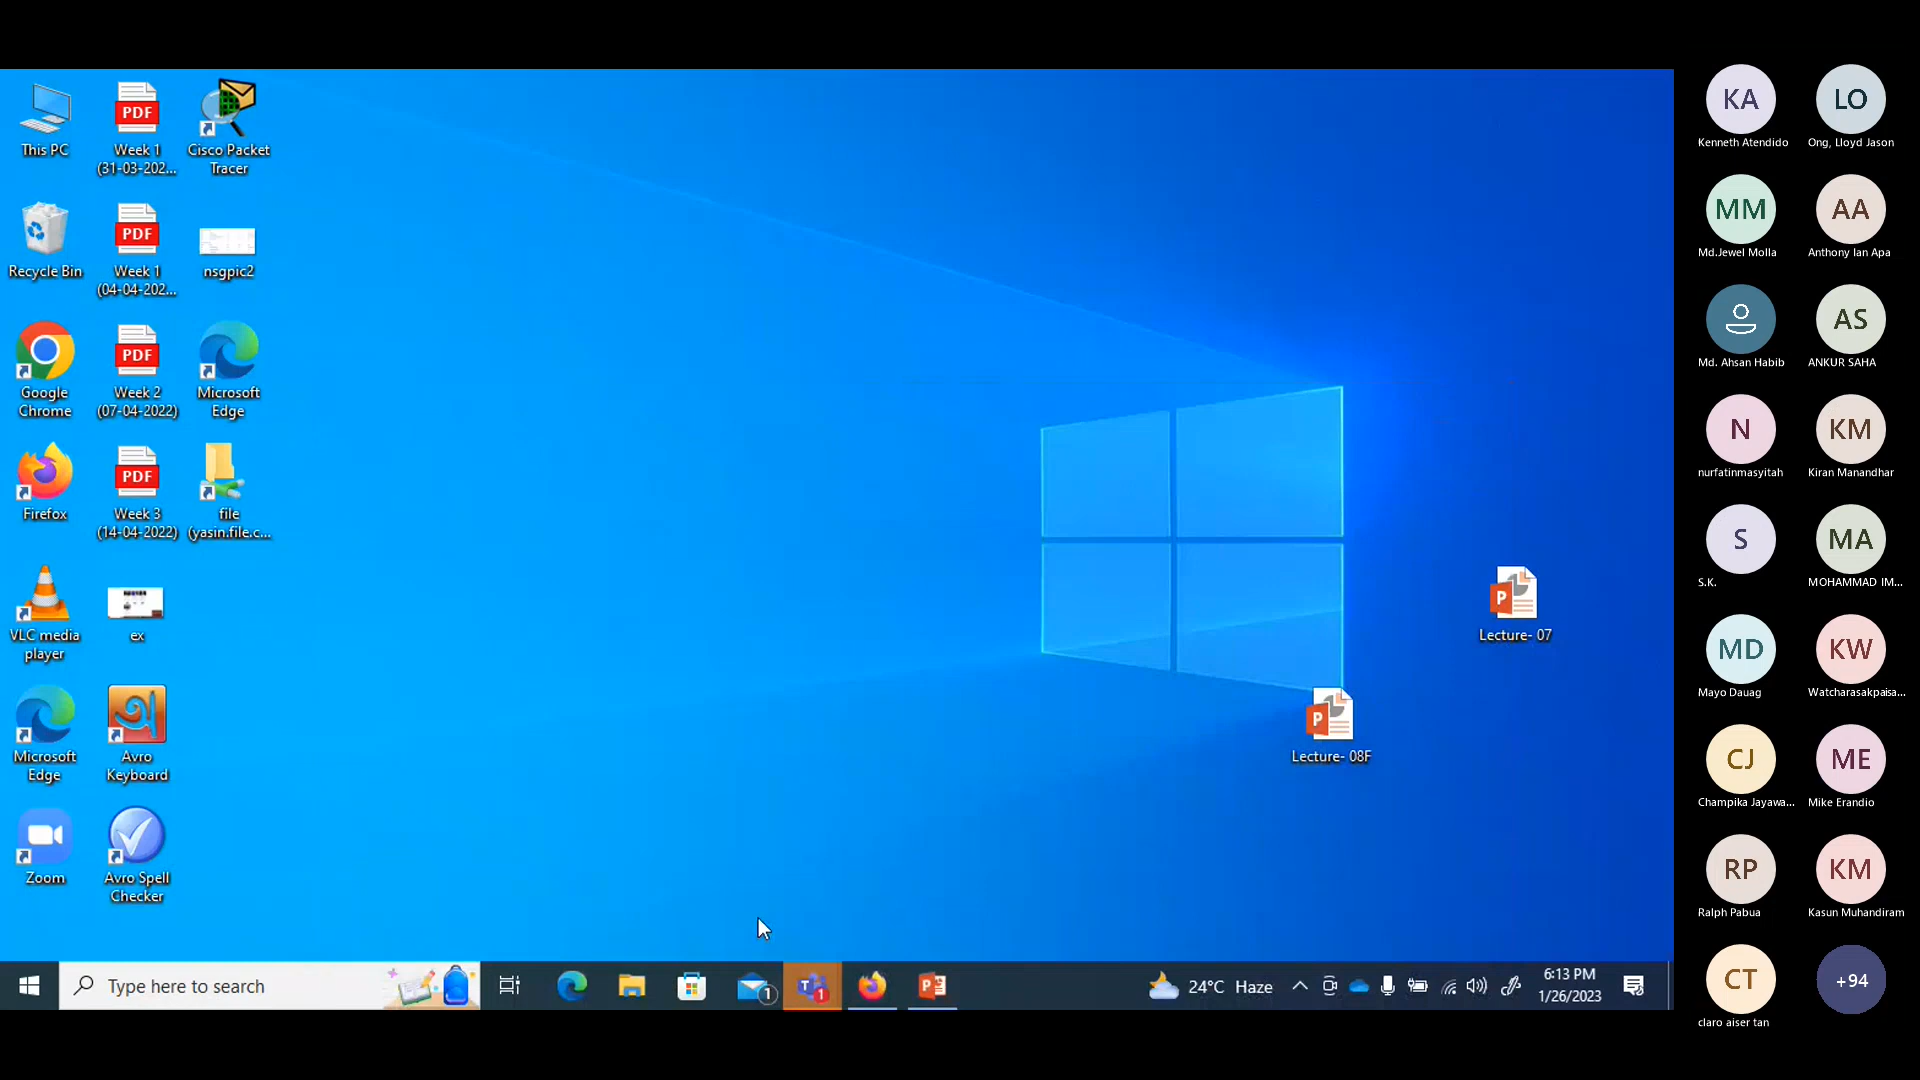 This PC
PDF
Week 1
(31-03-202...
Cisco Packet
Tracer
Recycle Bin
PDF
Week 1
(04-04-202...
nsgpic2
Google
Chrome
PDF
Week 2
(07-04-2022)
Microsoft
Edge
Firefox
PDF
Week 3
(14-04-2022)
file
(yasin.file.c...
VLC media
player
ex
Microsoft
Edge
অ
Avro
Keyboard
Zoom
Avro Spell
Checker
P
Lecture- 07
P
Lecture- 08F
Type here to search
1
T
1
P
24°C Haze
6:13 PM
1/26/2023
KA
Kenneth Atendido
LO
Ong, Lloyd Jason
MM
Md.Jewel Molla
AA
Anthony Ian Apa
Md. Ahsan Habib
AS
ANKUR SAHA
N
nurfatinmasyitah
KM
Kiran Manandhar
S
S.K.
MA
MOHAMMAD IM...
MD
Mayo Dauag
KW
Watcharasakpaisa...
CJ
Champika Jayawa...
ME
Mike Erandio
RP
Ralph Pabua
KM
Kasun Muhandiram
CT
claro aiser tan
+94